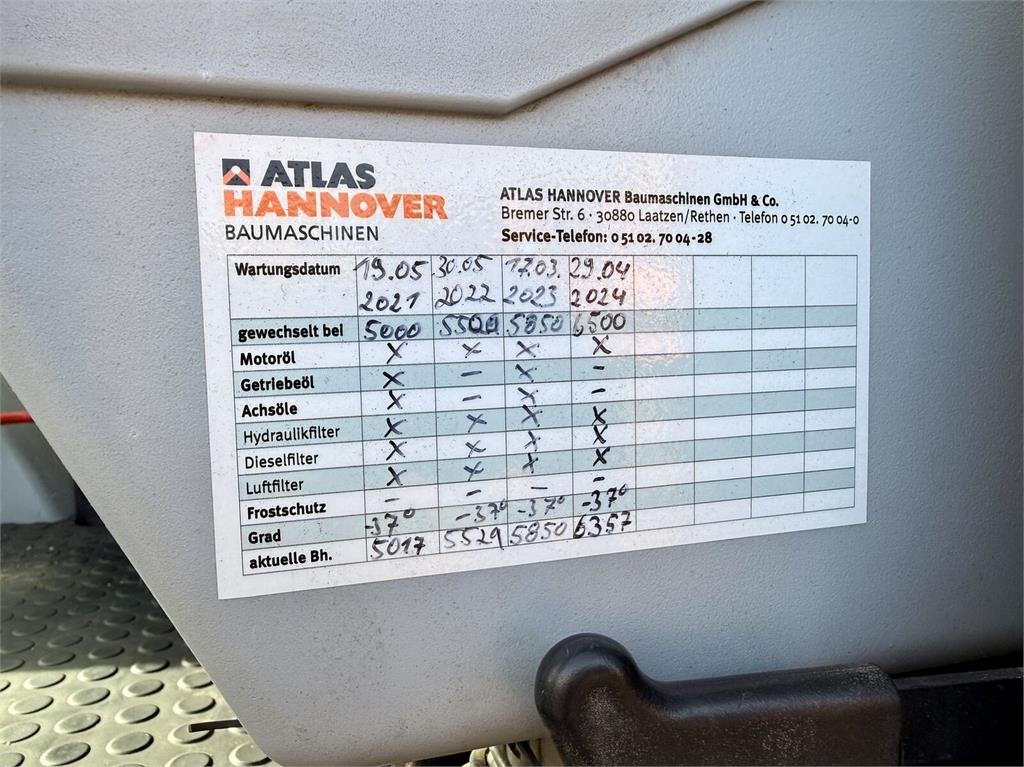 ATLAS
HANNOVER
BAUMASCHINEN
ATLAS HANNOVER Baumaschinen GmbH & Co.
Bremer Str. 6 · 30880 Laatzen/Rethen · Telefon 0 51 02. 70 04-0
Service-Telefon: 0 51 02. 70 04-28
Wartungsdatum 19.05 30.05 17.03. 29.04
2021 2022 2023 2024
gewechselt bei 5000 5500 5850 6500
Motoröl X X X X
Getriebeöl X - X -
Achsöle X - X -
Hydraulikfilter X X X X
Dieselfilter X X X X
Luftfilter X X X X
Frostschutz - - - -
Grad -37° -37° -37° -37°
aktuelle Bh. 5017 5529 5850 6357